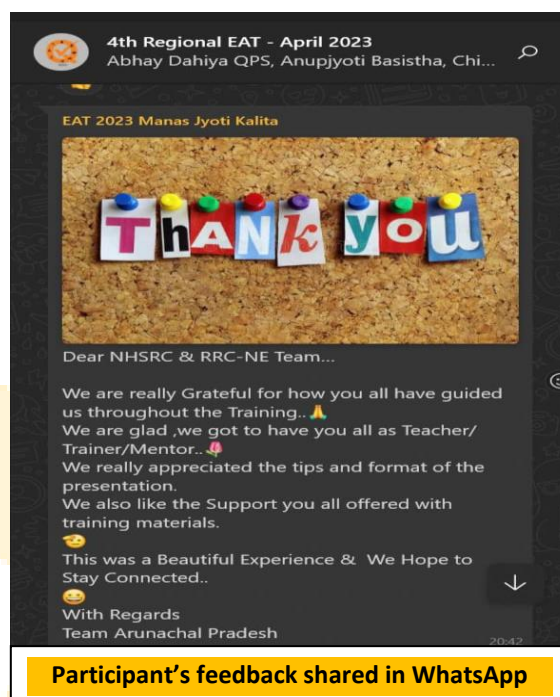 4th Regional EAT - April 2023
Abhay Dahiya QPS, Anupjyoti Basistha, Chi...
EAT 2023 Manas Jyoti Kalita
ThANk yoU
Dear NHSRC & RRC-NE Team...
We are really Grateful for how you all have guided
us throughout the Training..🙏
We are glad ,we got to have you all as Teacher/
Trainer/Mentor..🌷
We really appreciated the tips and format of the
presentation.
We also like the Support you all offered with
training materials.
🫡
This was a Beautiful Experience & We Hope to
Stay Connected..
😀
With Regards
Team Arunachal Pradesh
20:42
Participant's feedback shared in WhatsApp